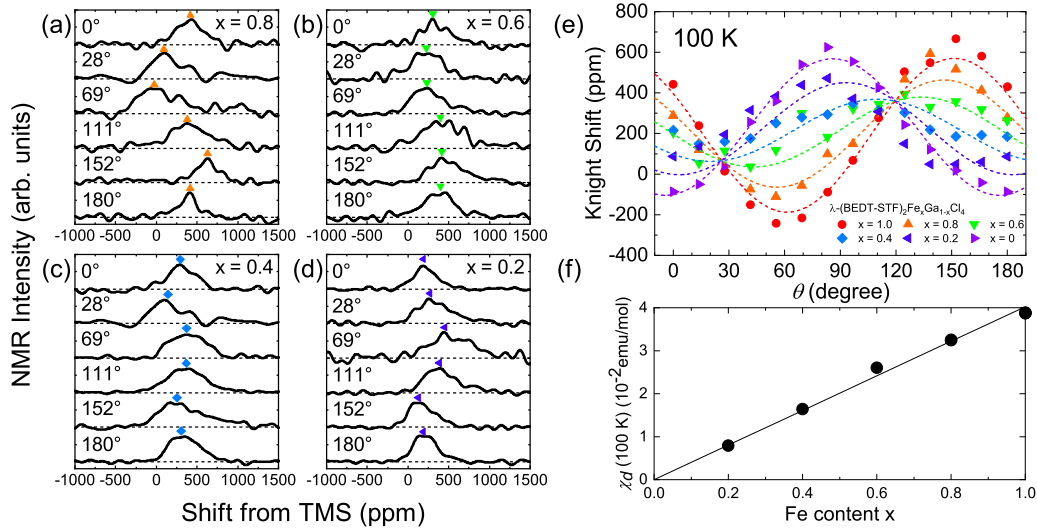 (a)
0°
x = 0.8
28°
69°
111°
152°
180°
-1000 -500 0 500 1000 1500
(b)
0°
x = 0.6
28°
69°
111°
152°
180°
-1000 -500 0 500 1000 1500
(c)
0°
x = 0.4
28°
69°
111°
152°
180°
-1000 -500 0 500 1000 1500
(d)
0°
x = 0.2
28°
69°
111°
152°
180°
-1000 -500 0 500 1000 1500
NMR Intensity (arb. units)
Shift from TMS (ppm)
(e)
100 K
Knight Shift (ppm)
800
600
400
200
0
-200
-400
λ-(BEDT-STF)₂FeₓGa₁₋ₓCl₄
x = 1.0 x = 0.8 x = 0.6
x = 0.4 x = 0.2 x = 0
0 30 60 90 120 150 180
θ (degree)
(f)
χd (100 K) (10⁻²emu/mol)
4
3
2
1
0
0.0 0.2 0.4 0.6 0.8 1.0
Fe content x